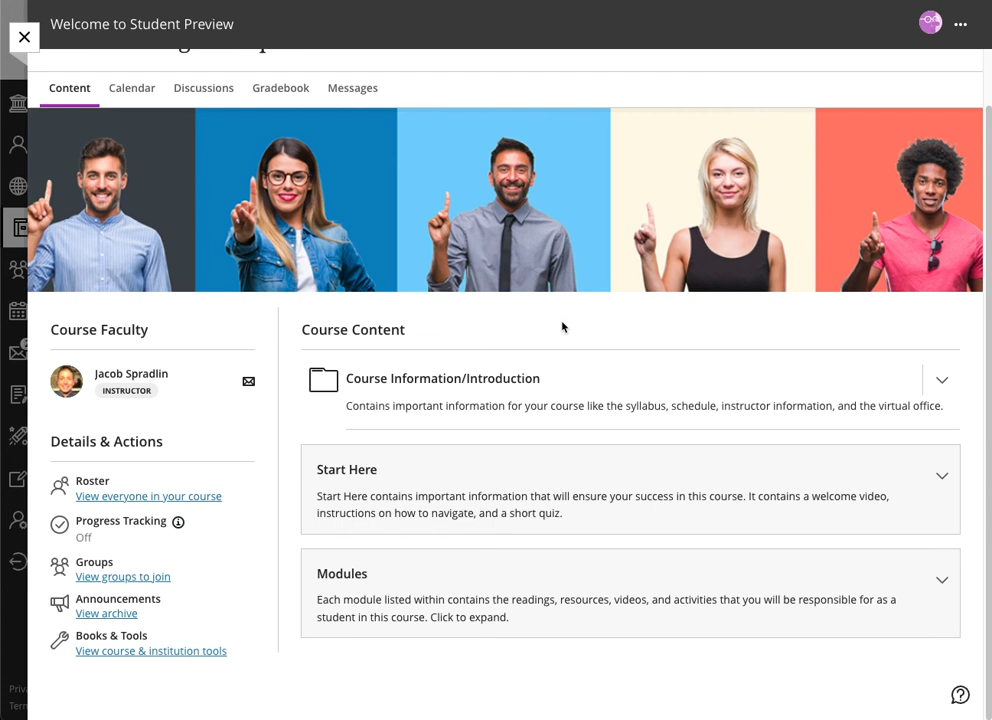 Welcome to Student Preview
Content
Calendar
Discussions
Gradebook
Messages
Course Faculty
Jacob Spradlin
INSTRUCTOR
Details & Actions
Roster
View everyone in your course
Progress Tracking
Off
Groups
View groups to join
Announcements
View archive
Books & Tools
View course & institution tools
Course Content
Course Information/Introduction
Contains important information for your course like the syllabus, schedule, instructor information, and the virtual office.
Start Here
Start Here contains important information that will ensure your success in this course. It contains a welcome video,
instructions on how to navigate, and a short quiz.
Modules
Each module listed within contains the readings, resources, videos, and activities that you will be responsible for as a
student in this course. Click to expand.